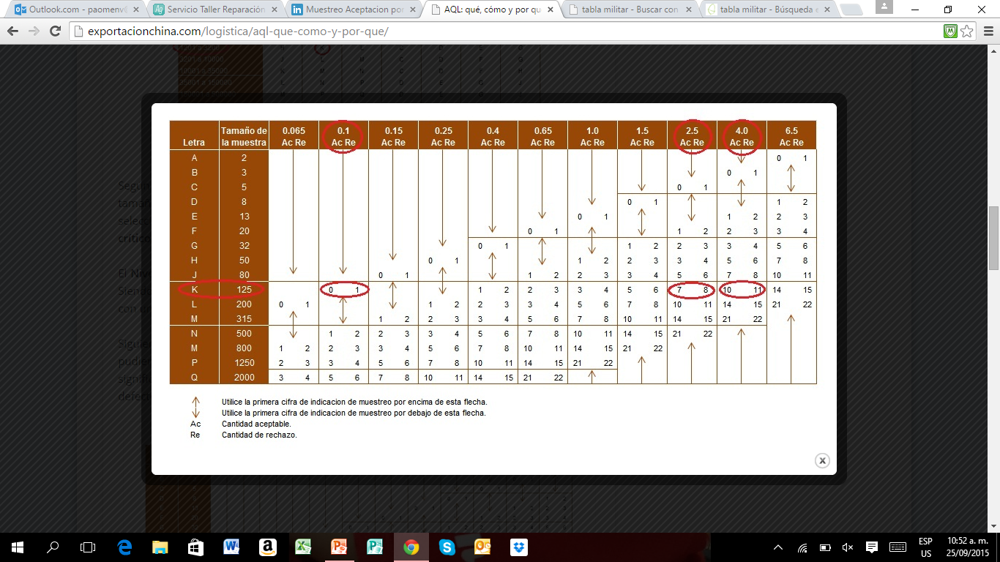 Outlook.com - paomenv@
Servicio Taller Reparación
Muestreo Aceptacion por
AQL: qué, cómo y por qu
tabla militar - Buscar con
tabla militar - Búsqueda e
exportacionchina.com/logistica/aql-que-como-y-por-que/
Letra Tamaño de la muestra 0.065 Ac Re 0.1 Ac Re 0.15 Ac Re 0.25 Ac Re 0.4 Ac Re 0.65 Ac Re 1.0 Ac Re 1.5 Ac Re 2.5 Ac Re 4.0 Ac Re 6.5 Ac Re
A 2 ↓ ↓ ↓ ↓ ↓ ↓ ↓ ↓ ↓ ↓ 0 1
B 3 0 1
C 5 0 1
D 8 0 1 1 2
E 13 0 1 1 2 2 3
F 20 0 1 1 2 2 3 3 4
G 32 0 1 1 2 2 3 3 4 5 6
H 50 0 1 1 2 2 3 3 4 5 6 7 8
J 80 0 1 1 2 2 3 3 4 5 6 7 8 10 11
K 125 0 1 1 2 2 3 3 4 5 6 7 8 10 11 14 15
L 200 0 1 1 2 2 3 3 4 5 6 7 8 10 11 14 15 21 22
M 315 1 2 2 3 3 4 5 6 7 8 10 11 14 15 21 22
N 500 1 2 2 3 3 4 5 6 7 8 10 11 14 15 21 22
M 800 1 2 2 3 3 4 5 6 7 8 10 11 14 15 21 22
P 1250 2 3 3 4 5 6 7 8 10 11 14 15 21 22
Q 2000 3 4 5 6 7 8 10 11 14 15 21 22
↑ Utilice la primera cifra de indicacion de muestreo por encima de esta flecha.
↓ Utilice la primera cifra de indicacion de muestreo por debajo de esta flecha.
Ac Cantidad aceptable.
Re Cantidad de rechazo.
ESP 10:52 a. m.
US 25/09/2015